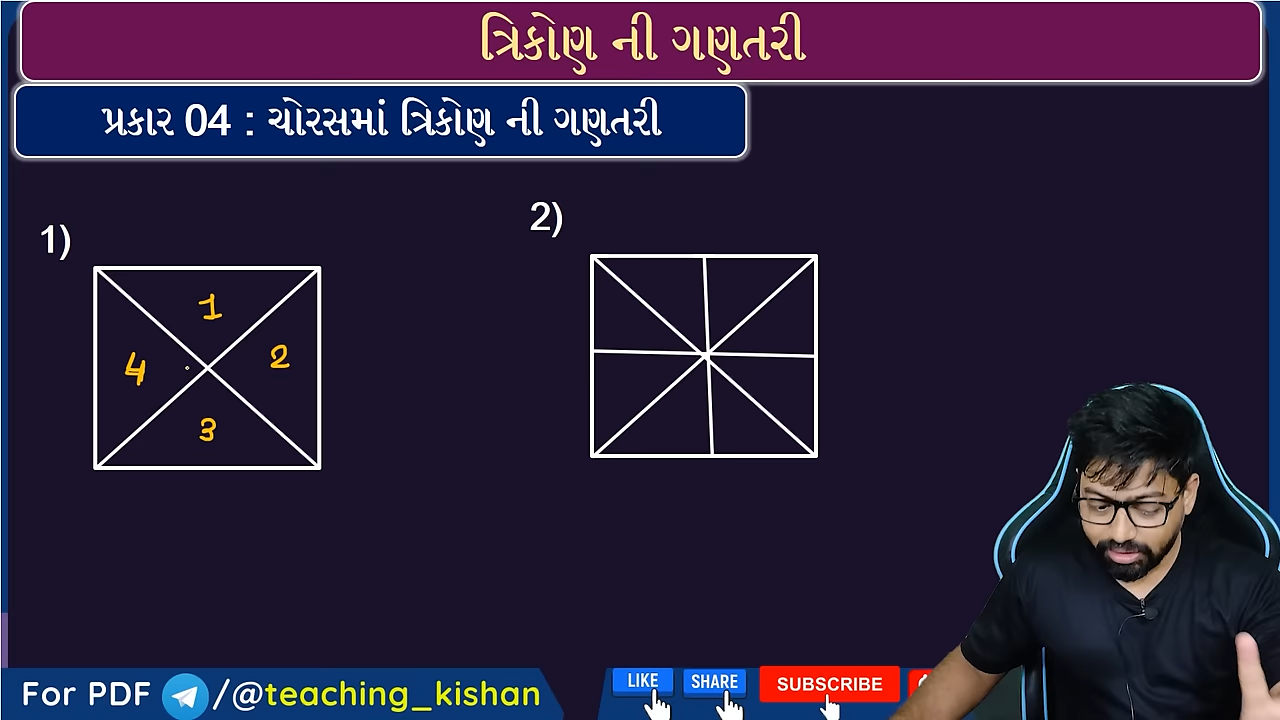 ત્રિકોણ ની ગણતરી
પ્રકાર 04 : ચોરસમાં ત્રિકોણ ની ગણતરી
1)
2)
1
4
2
3
For PDF /@teaching_kishan
LIKE
SHARE
SUBSCRIBE